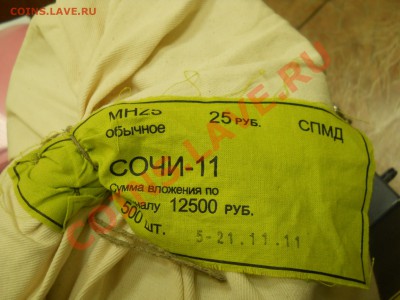 COINS.LAVE.RU
МН25 25 РУБ. СПМД
обычное
СОЧИ-11
Сумма вложения по
номиналу 12500 РУБ.
500 шт.
5-21.11.11
COINS.LAVE.RU